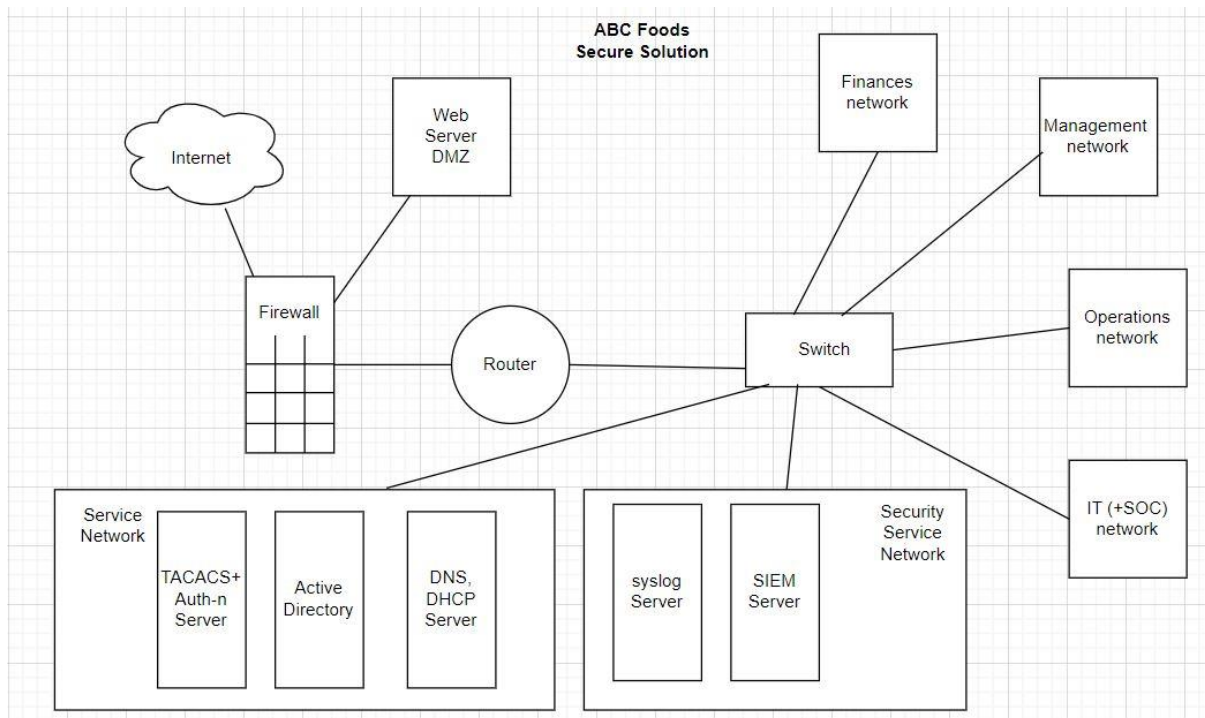 ABC Foods
Secure Solution
Internet
Web
Server
DMZ
Finances
network
Management
network
Firewall
Router
Switch
Operations
network
Service
Network
TACACS+
Auth-n
Server
Active
Directory
DNS,
DHCP
Server
syslog
Server
SIEM
Server
Security
Service
Network
IT (+SOC)
network